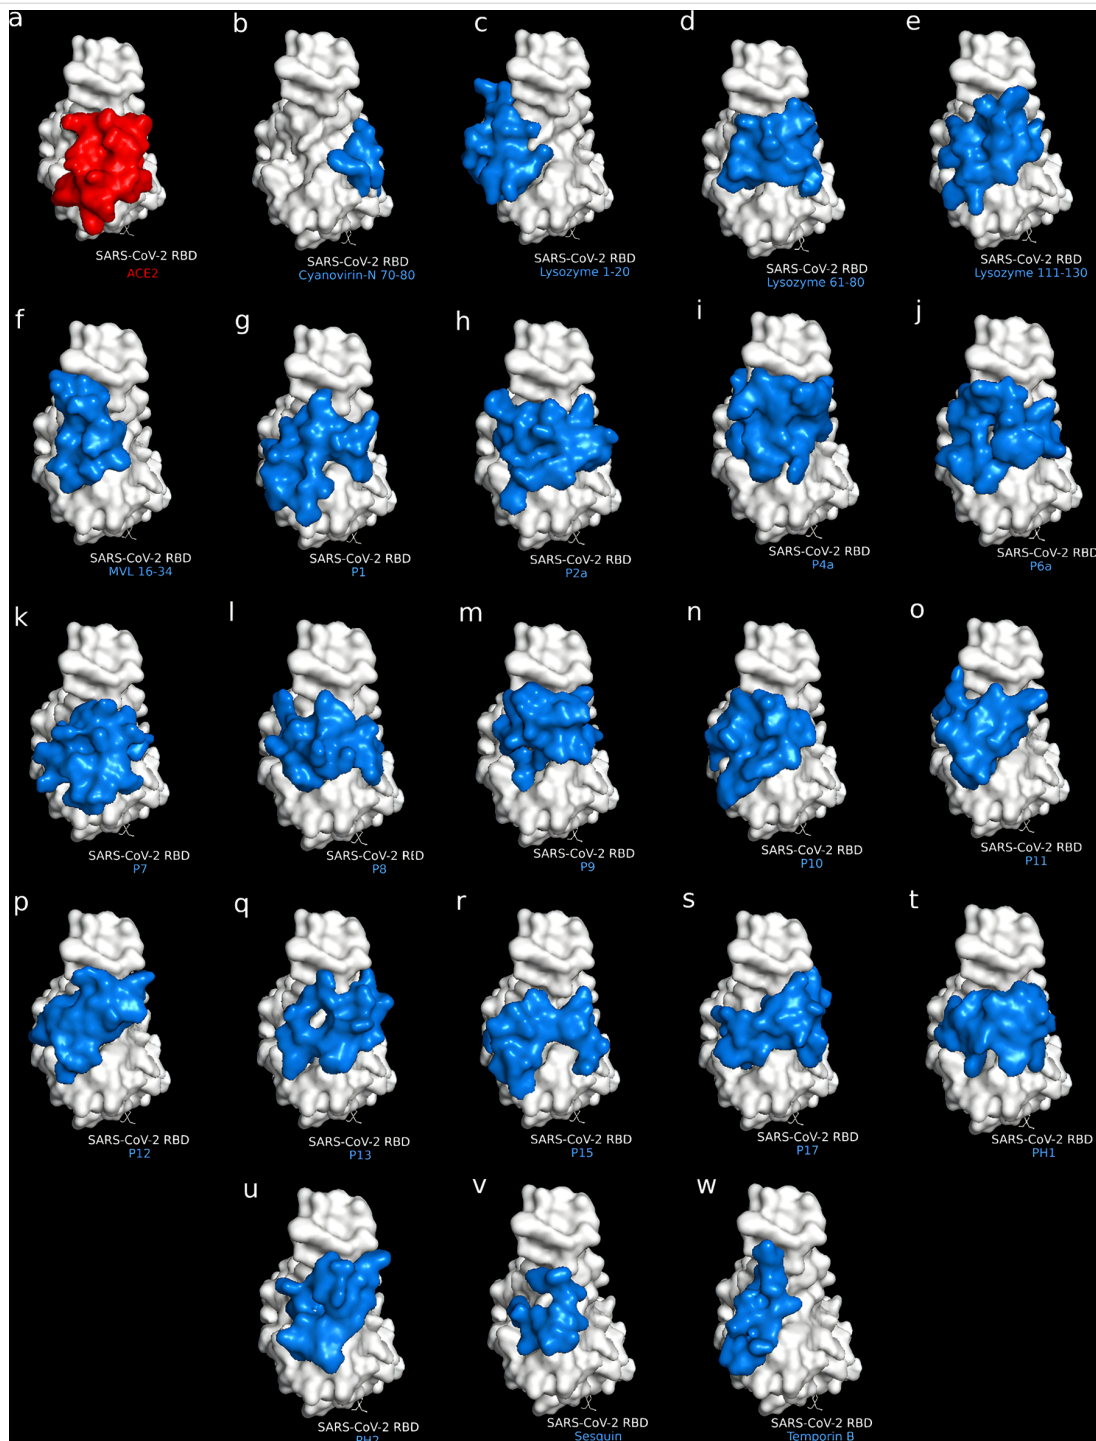 a
b
c
d
e
SARS-CoV-2 RBD
ACE2
SARS-CoV-2 RBD
Cyanovirin-N 70-80
SARS-CoV-2 RBD
Lysozyme 1-20
SARS-CoV-2 RBD
Lysozyme 61-80
SARS-CoV-2 RBD
Lysozyme 111-130
f
g
h
i
j
SARS-CoV-2 RBD
MVL 16-34
SARS-CoV-2 RBD
P1
SARS-CoV-2 RBD
P2a
SARS-CoV-2 RBD
P4a
SARS-CoV-2 RBD
P6a
k
l
m
n
o
SARS-CoV-2 RBD
P7
SARS-CoV-2 RBD
P8
SARS-CoV-2 RBD
P9
SARS-CoV-2 RBD
P10
SARS-CoV-2 RBD
P11
p
q
r
s
t
SARS-CoV-2 RBD
P12
SARS-CoV-2 RBD
P13
SARS-CoV-2 RBD
P15
SARS-CoV-2 RBD
P17
SARS-CoV-2 RBD
PH1
u
v
w
SARS-CoV-2 RBD
PH2
SARS-CoV-2 RBD
Sesquin
SARS-CoV-2 RBD
Temporin B